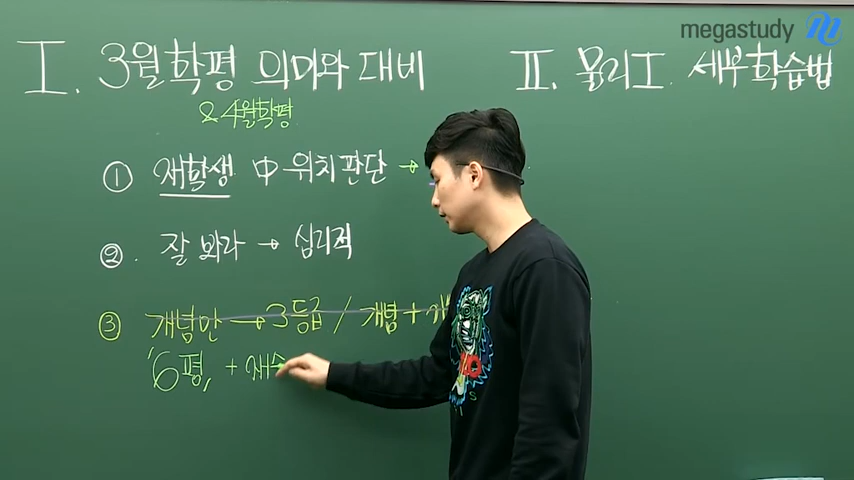 megastudy
I. 3월학평 의미와 대비
& 4월학평
① 재학생 中 위치판단 →
②. 잘 봐라 → 심리적
③ 개념만 → 3등급 / 개념 +
'6평, + 재수
II. 물리I. 세부학습법